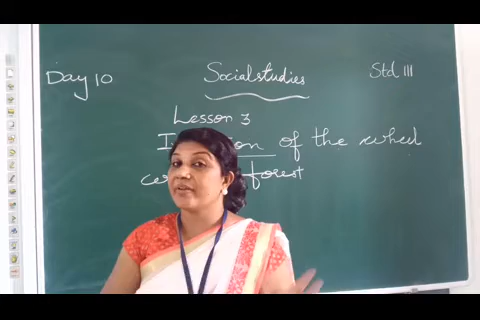 Day 10
Social studies
Std III
Lesson 3
of the wheel
forest